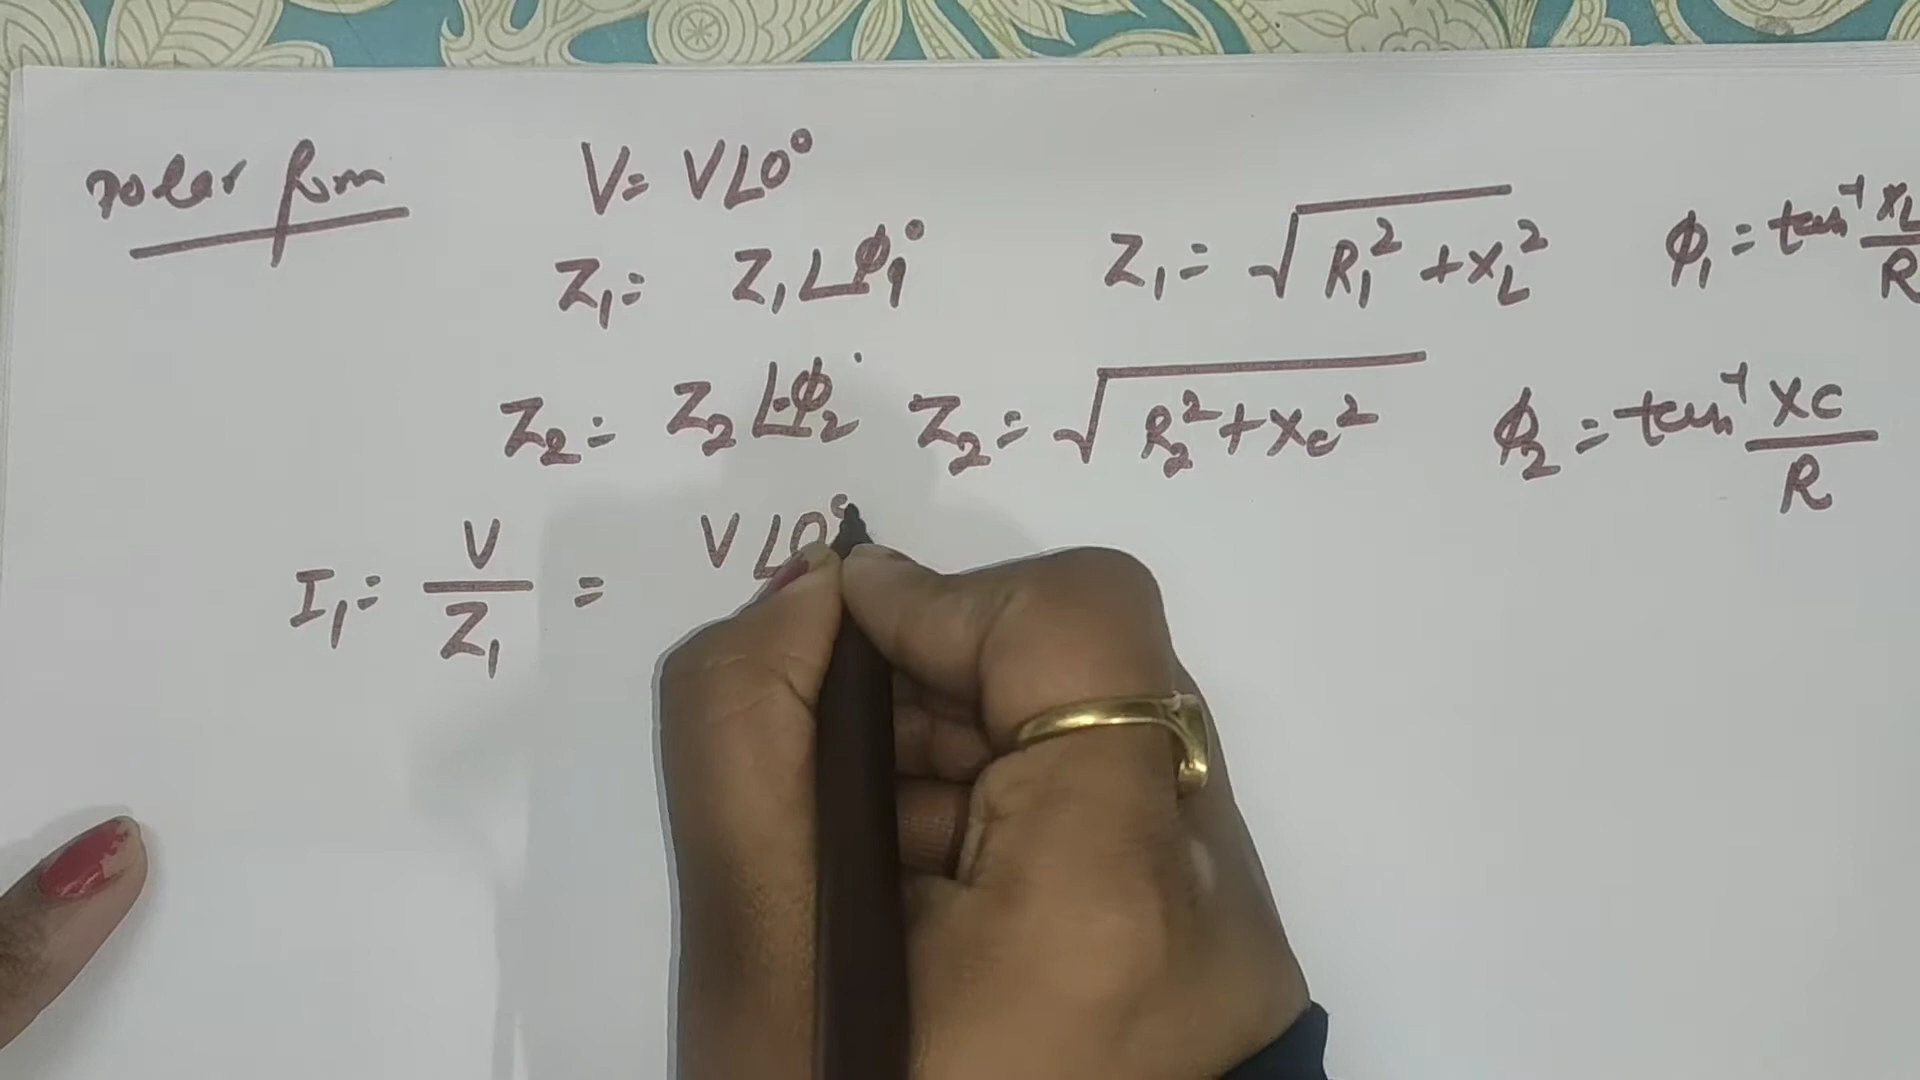 Polar form V = V∠0°
Z₁ = Z₁∠ϕ₁° Z₁ = √(R₁² + X_L²) ϕ₁ = tan⁻¹ X_L/R
Z₂ = Z₂∠-ϕ₂° Z₂ = √(R₂² + Xc²) ϕ₂ = tan⁻¹ Xc/R
I₁ = V/Z₁ = V∠0°